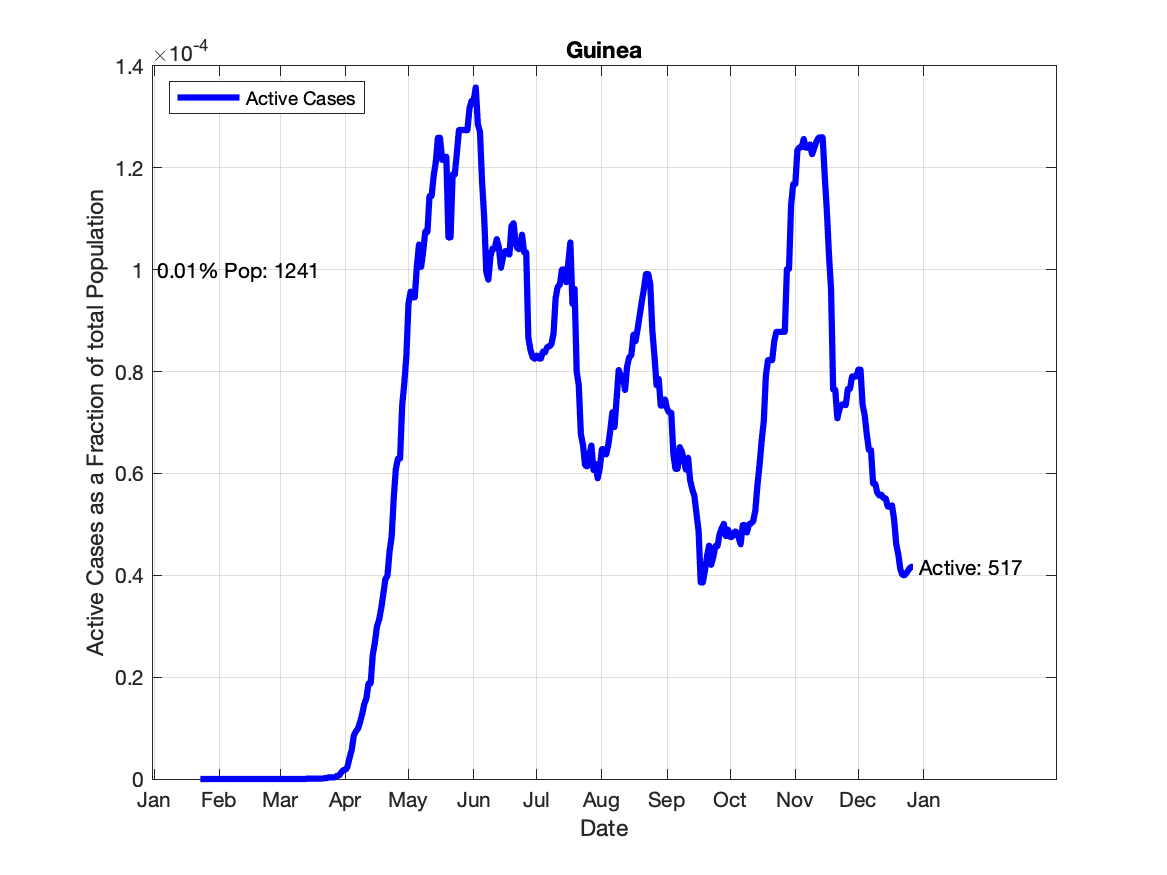 Guinea
×10-4
1.4
1.2
1
0.8
0.6
0.4
0.2
0
Active Cases as a Fraction of total Population
Active Cases
0.01% Pop: 1241
Active: 517
Jan Feb Mar Apr May Jun Jul Aug Sep Oct Nov Dec Jan
Date